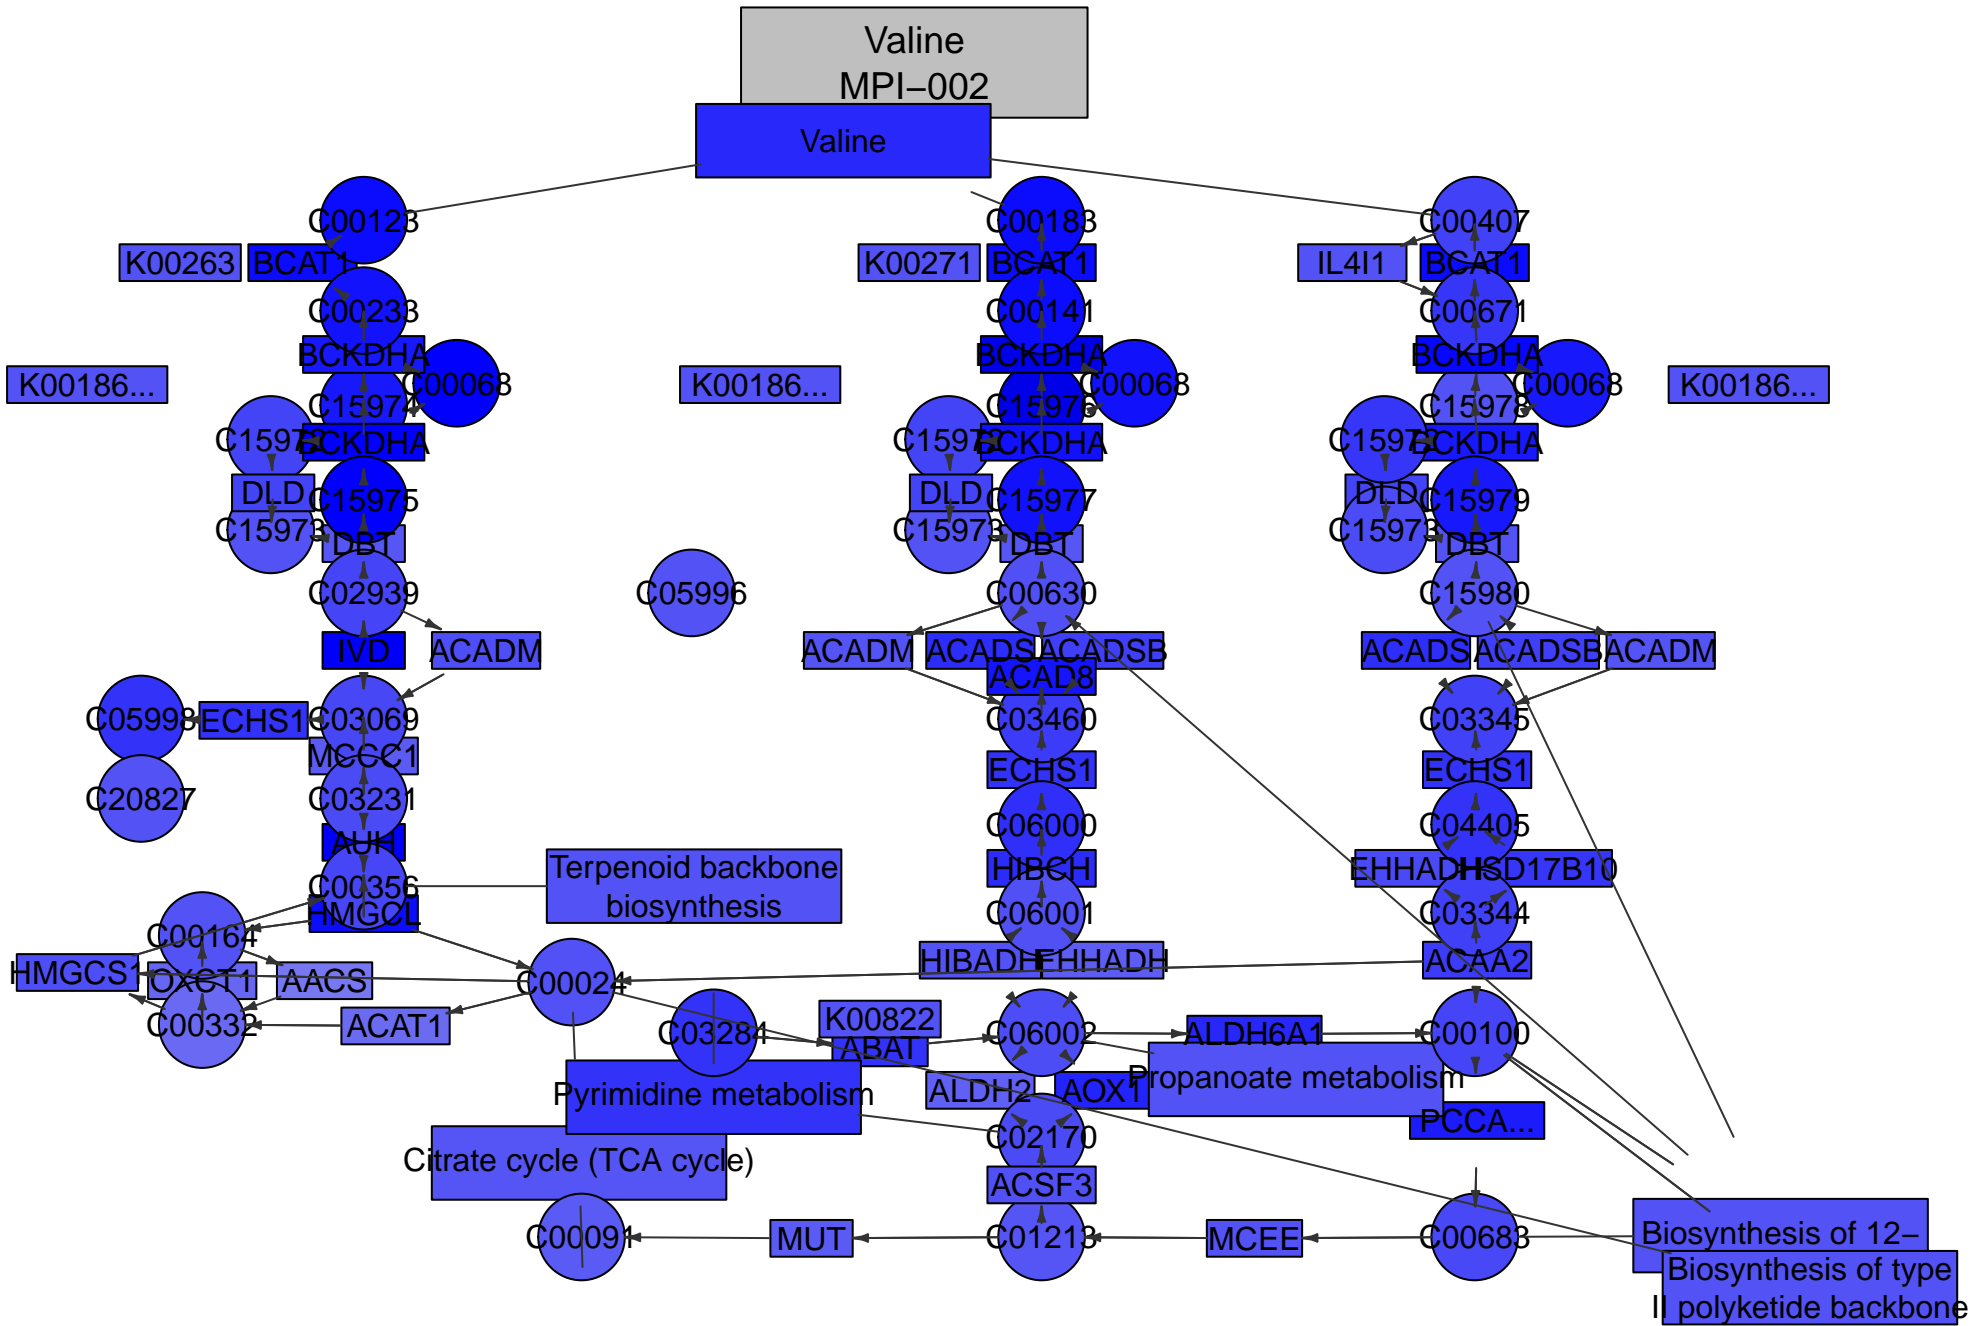 Valine
MPI–002
Valine
C00123
C00183
C00407
K00263
BCAT1
K00271
BCAT1
IL4I1
BCAT1
C00233
C00141
C00671
BCKDHA
BCKDHA
BCKDHA
K00186...
C00068
K00186...
C00068
C00068
K00186...
C15974
C15976
C15978
C15972
BCKDHA
C15972
BCKDHA
C15972
BCKDHA
DLD
C15975
DLD
C15977
DLD
C15979
C15973
DBT
C15973
DBT
C15973
DBT
C02939
C05996
C00630
C15980
IVD
ACADM
ACADM
ACADS
ACADSB
ACADS
ACADSB
ACADM
ACAD8
C05998
ECHS1
C03069
C03460
C03345
MCCC1
ECHS1
ECHS1
C20827
C03231
C06000
C04405
AUH
HIBCH
EHHADH
HSD17B10
C00356
Terpenoid backbone
biosynthesis
HMGCL
C06001
C03344
C00164
HIBADH
EHHADH
ACAA2
HMGCS1
OXCT1
AACS
C00024
C00332
ACAT1
C03284
K00822
ABAT
C06002
ALDH6A1
C00100
Pyrimidine metabolism
ALDH2
AOX1
Propanoate metabolism
PCCA...
C02170
Citrate cycle (TCA cycle)
ACSF3
C00091
MUT
C01213
MCEE
C00683
Biosynthesis of 12–
Biosynthesis of type
II polyketide backbone